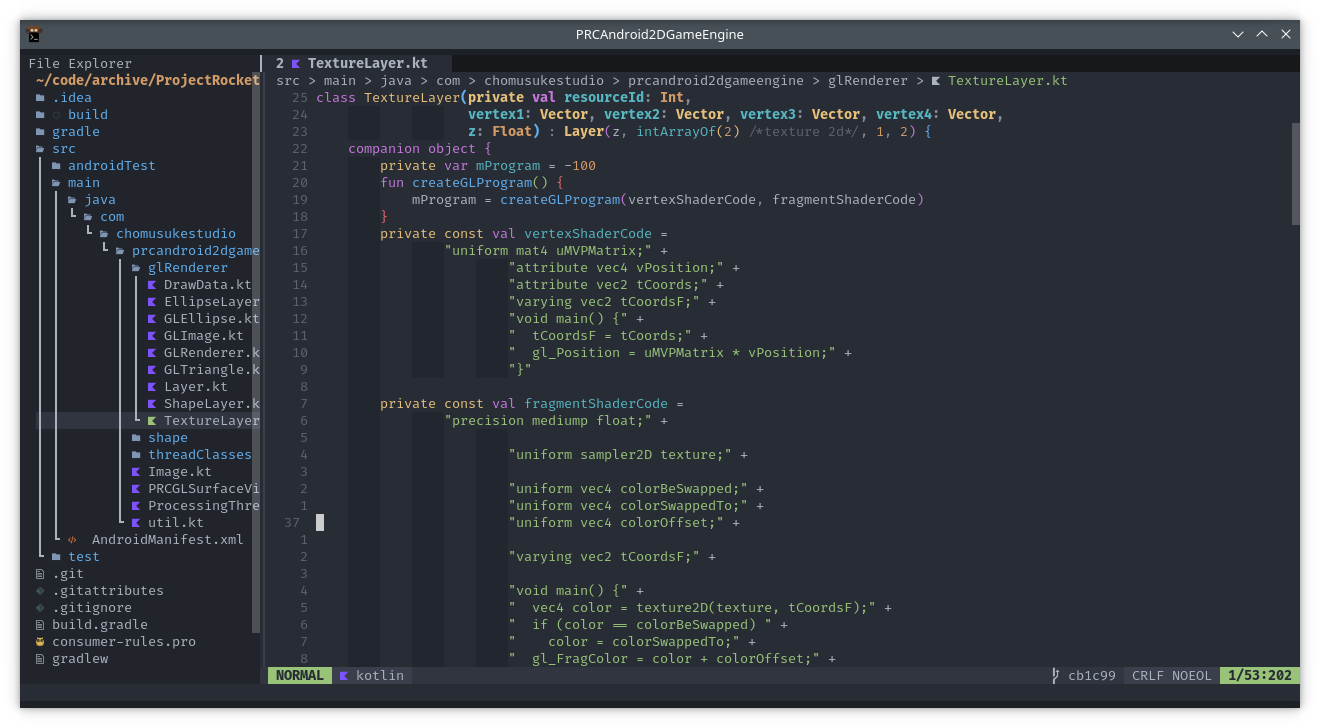 PRCAndroid2DGameEngine
File Explorer
~/code/archive/ProjectRocket
.idea
build
gradle
src
androidTest
main
java
com
chomusukestudio
prcandroid2dgame
glRenderer
DrawData.kt
EllipseLayer
GLEllipse.kt
GLImage.kt
GLRenderer.k
GLTriangle.k
Layer.kt
ShapeLayer.k
TextureLayer
shape
threadClasses
Image.kt
PRCGLSurfaceVi
ProcessingThre
util.kt
AndroidManifest.xml
test
.git
.gitattributes
.gitignore
build.gradle
consumer-rules.pro
gradlew
2 TextureLayer.kt
src > main > java > com > chomusukestudio > prcandroid2dgameengine > glRenderer > TextureLayer.kt
25 class TextureLayer(private val resourceId: Int,
24 vertex1: Vector, vertex2: Vector, vertex3: Vector, vertex4: Vector,
23 z: Float) : Layer(z, intArrayOf(2) /*texture 2d*/, 1, 2) {
22 companion object {
21 private var mProgram = -100
20 fun createGLProgram() {
19 mProgram = createGLProgram(vertexShaderCode, fragmentShaderCode)
18 }
17 private const val vertexShaderCode =
16 "uniform mat4 uMVPMatrix;" +
15 "attribute vec4 vPosition;" +
14 "attribute vec2 tCoords;" +
13 "varying vec2 tCoordsF;" +
12 "void main() {" +
11 "  tCoordsF = tCoords;" +
10 "  gl_Position = uMVPMatrix * vPosition;" +
9 "}"
8
7 private const val fragmentShaderCode =
6 "precision mediump float;" +
5
4 "uniform sampler2D texture;" +
3
2 "uniform vec4 colorBeSwapped;" +
1 "uniform vec4 colorSwappedTo;" +
37 "uniform vec4 colorOffset;" +
1
2 "varying vec2 tCoordsF;" +
3
4 "void main() {" +
5 "  vec4 color = texture2D(texture, tCoordsF);" +
6 "  if (color == colorBeSwapped) " +
7 "    color = colorSwappedTo;" +
8 "  gl_FragColor = color + colorOffset;" +
NORMAL kotlin cb1c99 CRLF NOEOL 1/53:202